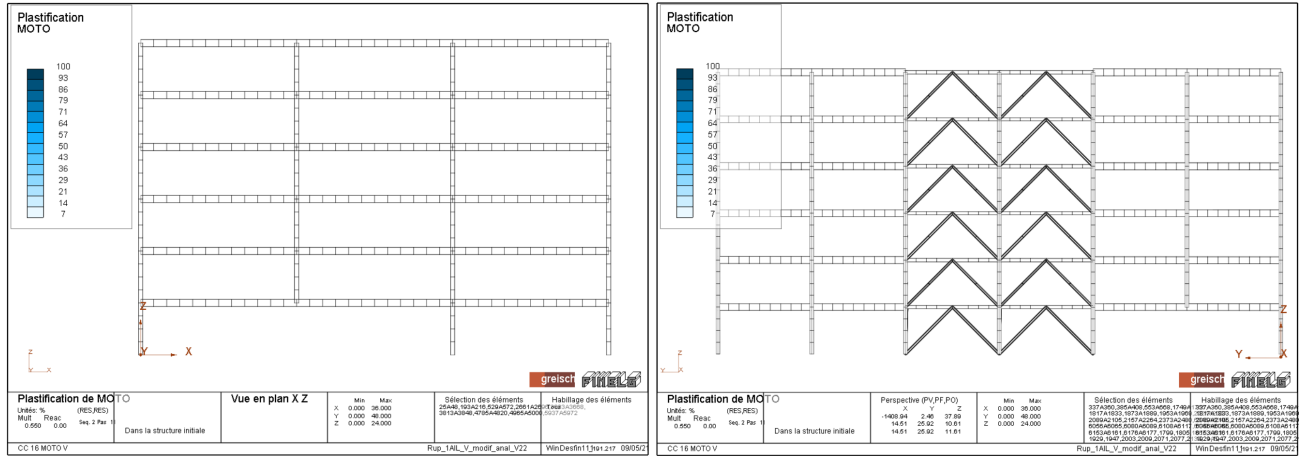 Plastification
MOTO
100
93
86
79
71
64
57
50
43
36
29
21
14
7
Z
Y
X
Z
Y X
greisch FINELG
Plastification de MOTO
Unités: % (RES,RES)
Mult Reac
0.550 0.00 Seq. 2 Pas
Dans la structure initiale
Vue en plan X Z
Min Max
X 0.000 36.000
Y 0.000 48.000
Z 0.000 24.000
Sélection des éléments
Habillage des éléments
CC 16 MOTO V
Rup_1AIL_V_modif_anal_V22
Plastification
MOTO
100
93
86
79
71
64
57
50
43
36
29
21
14
7
Z
Y
X
Z
Y X
greisch FINELG
Plastification de MOTO
Unités: % (RES,RES)
Mult Reac
0.550 0.00 Seq. 2 Pas
Dans la structure initiale
Perspective (PV,PF,PO)
X Y Z
-1408.94 2.46 37.89
14.51 25.92 10.61
14.51 25.92 11.61
Min Max
X 0.000 36.000
Y 0.000 48.000
Z 0.000 24.000
Sélection des éléments
Habillage des éléments
CC 16 MOTO V
Rup_1AIL_V_modif_anal_V22